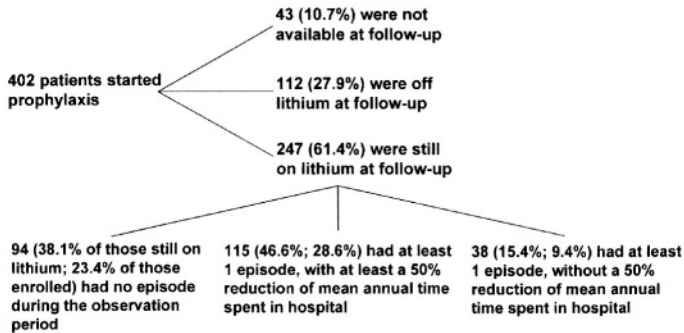 43 (10.7%) were not
available at follow-up
402 patients started
prophylaxis
112 (27.9%) were off
lithium at follow-up
247 (61.4%) were still
on lithium at follow-up
94 (38.1% of those still on
lithium; 23.4% of those
enrolled) had no episode
during the observation
period
115 (46.6%; 28.6%) had at least
1 episode, with at least a 50%
reduction of mean annual time
spent in hospital
38 (15.4%; 9.4%) had at least
1 episode, without a 50%
reduction of mean annual
time spent in hospital